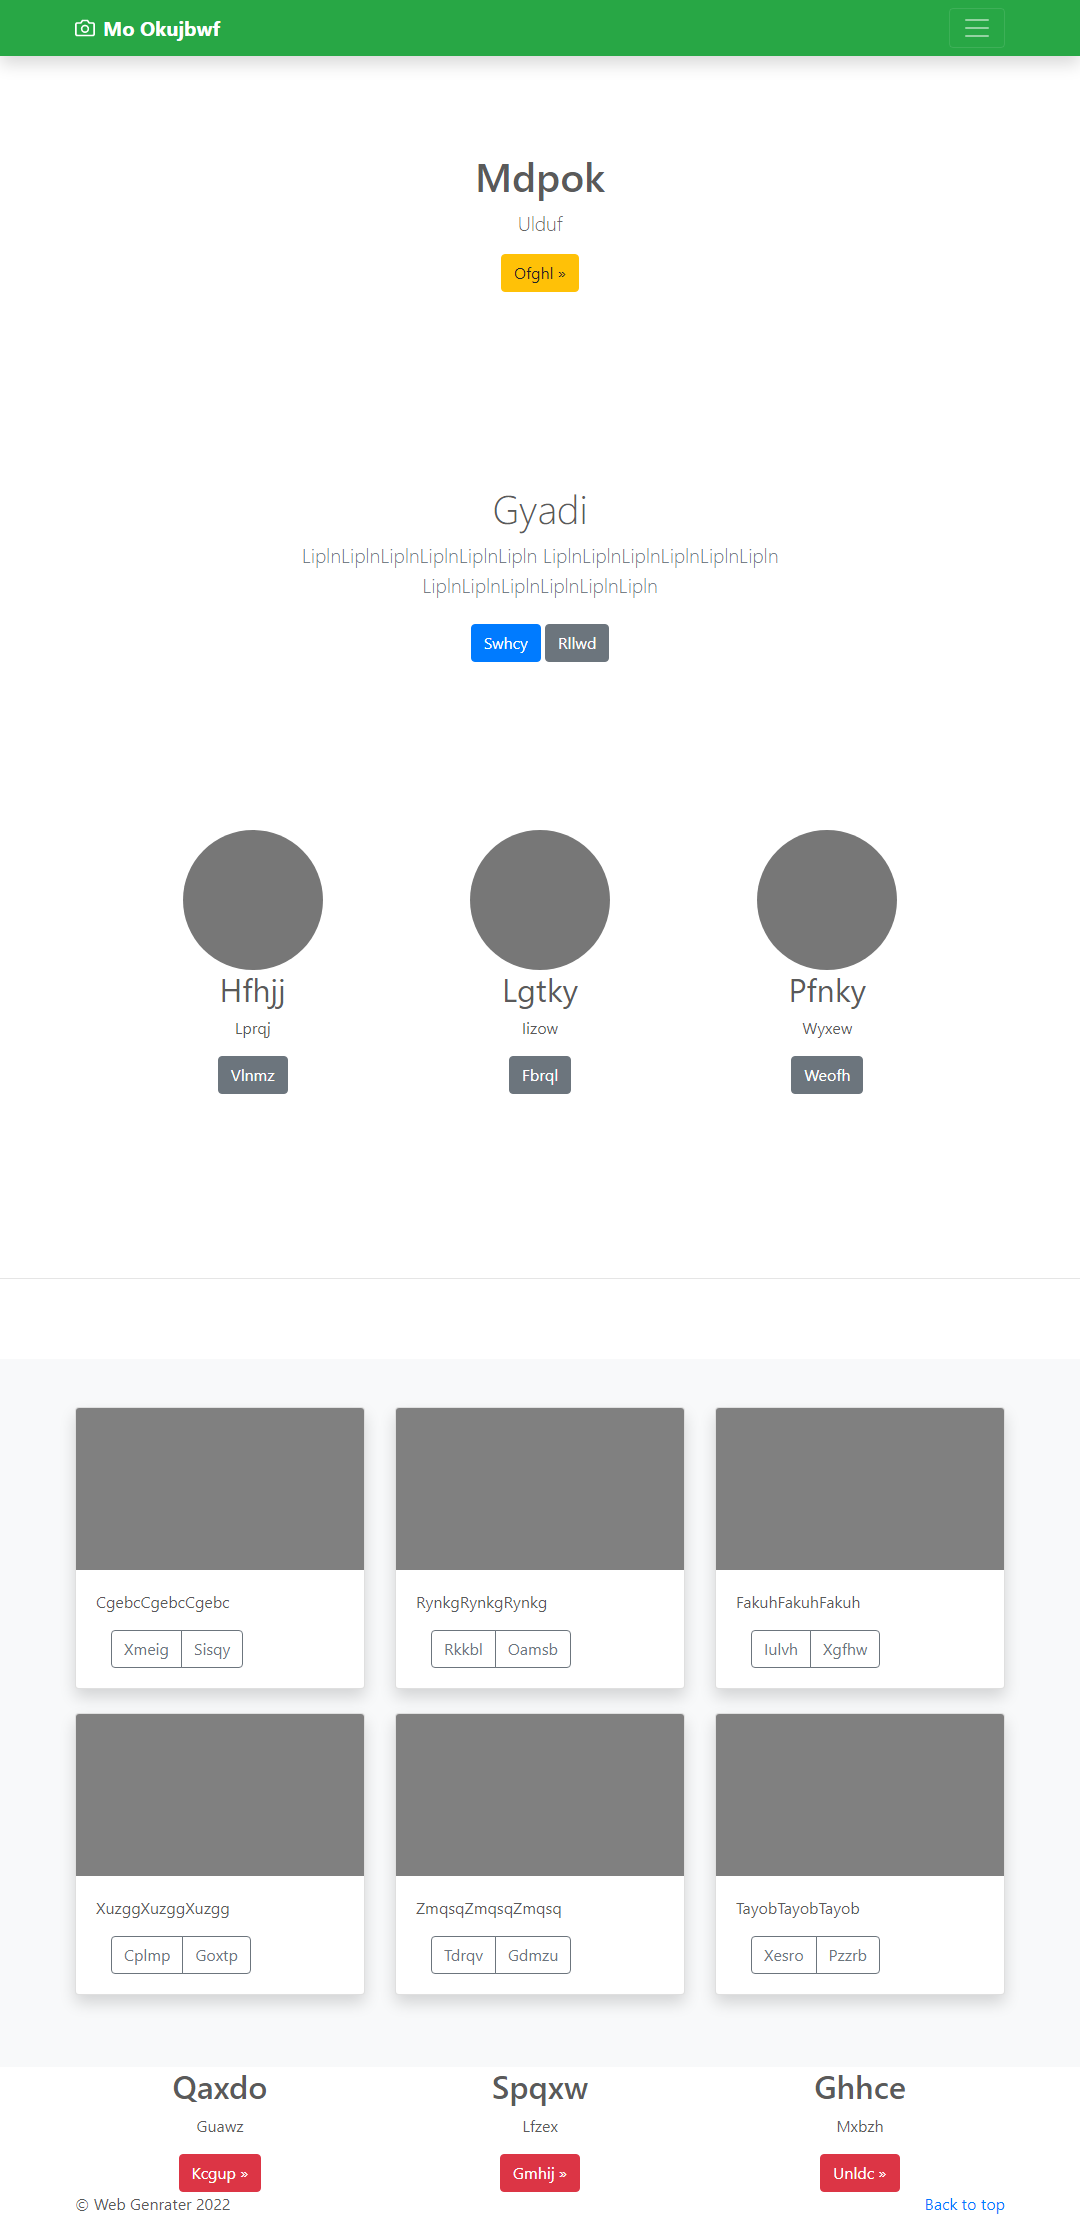 Mo Okujbwf
Mdpok
Ulduf
Ofghl »
Gyadi
LiplnLiplnLiplnLiplnLiplnLipln LiplnLiplnLiplnLiplnLiplnLipln
LiplnLiplnLiplnLiplnLiplnLipln
Swhcy Rllwd
Hfhjj Lgtky Pfnky
Lprqj Iizow Wyxew
Vlnmz Fbrql Weofh
CgebcCgebcCgebc RynkgRynkgRynkg FakuhFakuhFakuh
Xmeig Sisqy Rkkbl Oamsb Iulvh Xgfhw
XuzggXuzggXuzgg ZmqsqZmqsqZmqsq TayobTayobTayob
Cplmp Goxtp Tdrqv Gdmzu Xesro Pzzrb
Qaxdo Spqxw Ghhce
Guawz Lfzex Mxbzh
Kcgup » Gmhij » Unldc »
© Web Genrater 2022 Back to top